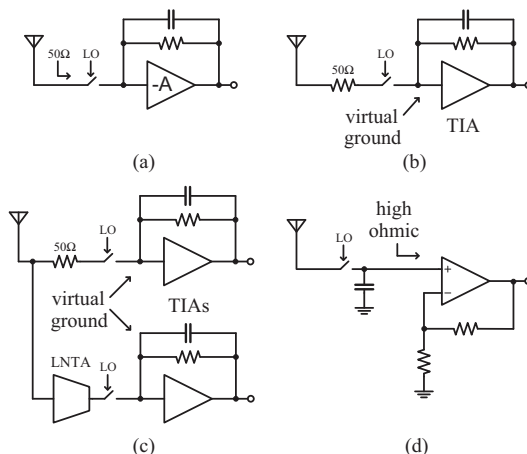 50Ω
LO
-A
(a)
50Ω
LO
virtual
ground
TIA
(b)
50Ω
LO
virtual
ground
TIAs
LNTA
LO
(c)
LO
high
ohmic
+
−
(d)